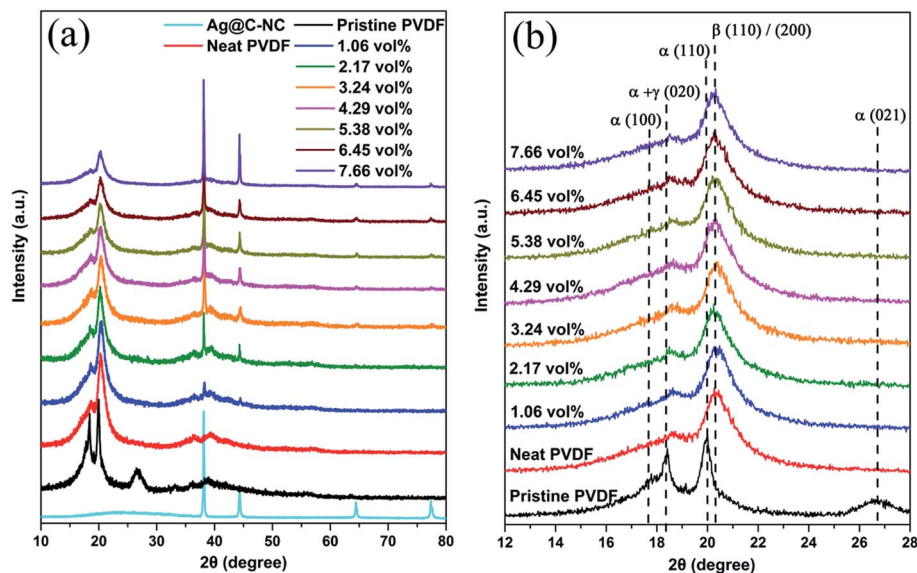 (a)
Ag@C-NC
Pristine PVDF
Neat PVDF
1.06 vol%
2.17 vol%
3.24 vol%
4.29 vol%
5.38 vol%
6.45 vol%
7.66 vol%
Intensity (a.u.)
10 20 30 40 50 60 70 80
2θ (degree)
(b)
β (110) / (200)
α (110)
α +γ (020)
α (100)
α (021)
7.66 vol%
6.45 vol%
5.38 vol%
4.29 vol%
3.24 vol%
2.17 vol%
1.06 vol%
Neat PVDF
Pristine PVDF
Intensity (a.u.)
12 14 16 18 20 22 24 26 28
2θ (degree)